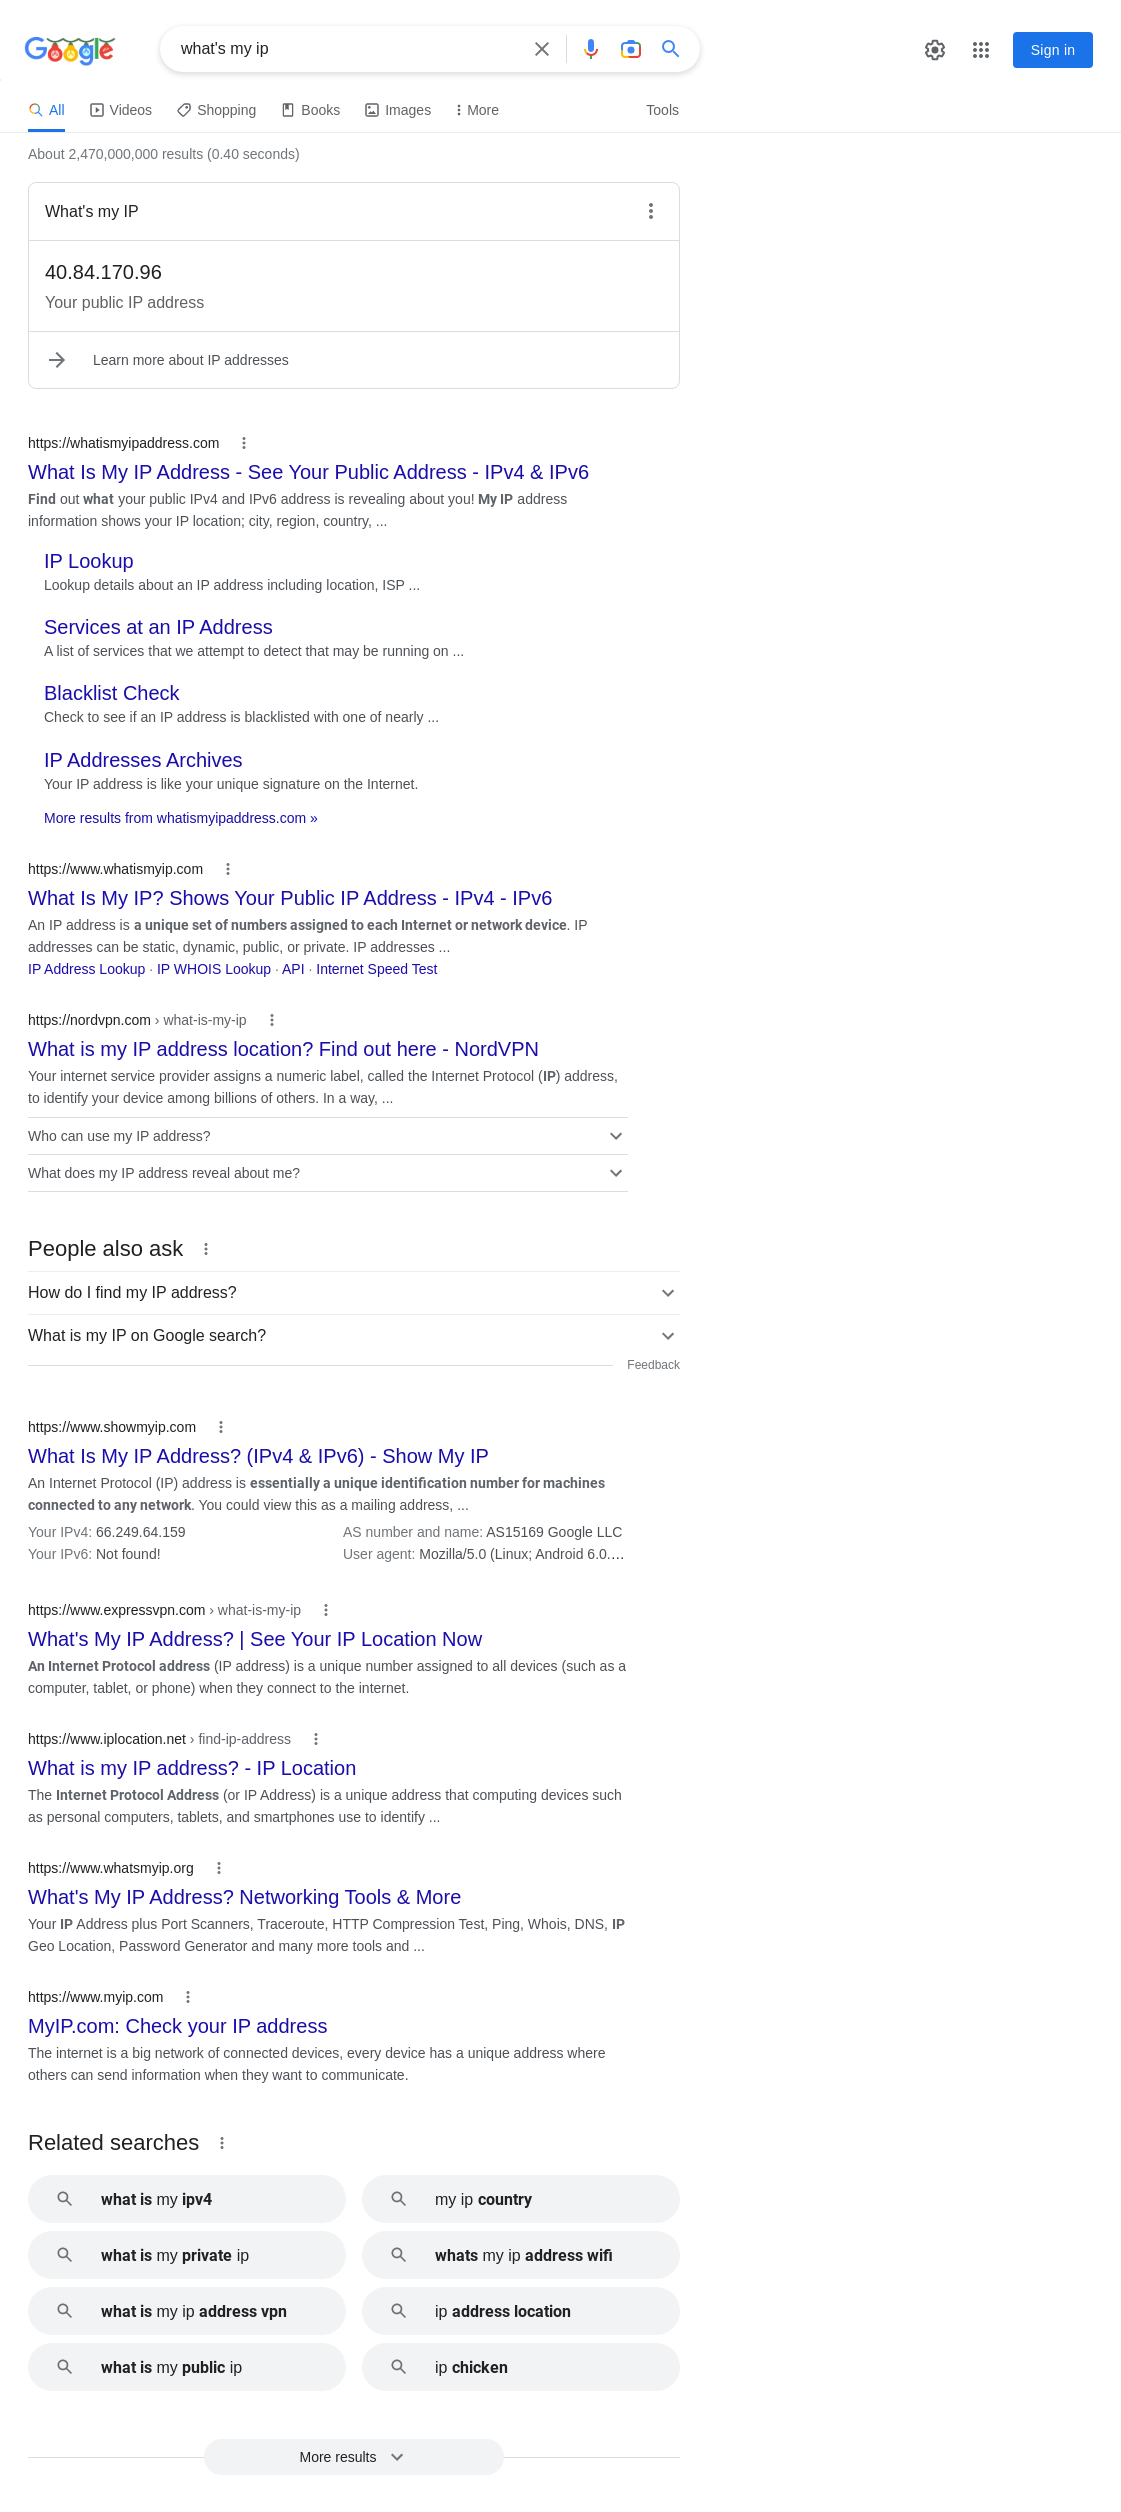 Google
what's my ip
Sign in
All Videos Shopping Books Images More Tools
About 2,470,000,000 results (0.40 seconds)
What's my IP
40.84.170.96
Your public IP address
Learn more about IP addresses
https://whatismyipaddress.com
What Is My IP Address - See Your Public Address - IPv4 & IPv6
Find out what your public IPv4 and IPv6 address is revealing about you! My IP address
information shows your IP location; city, region, country, ...
IP Lookup
Lookup details about an IP address including location, ISP ...
Services at an IP Address
A list of services that we attempt to detect that may be running on ...
Blacklist Check
Check to see if an IP address is blacklisted with one of nearly ...
IP Addresses Archives
Your IP address is like your unique signature on the Internet.
More results from whatismyipaddress.com »
https://www.whatismyip.com
What Is My IP? Shows Your Public IP Address - IPv4 - IPv6
An IP address is a unique set of numbers assigned to each Internet or network device. IP
addresses can be static, dynamic, public, or private. IP addresses ...
IP Address Lookup · IP WHOIS Lookup · API · Internet Speed Test
https://nordvpn.com › what-is-my-ip
What is my IP address location? Find out here - NordVPN
Your internet service provider assigns a numeric label, called the Internet Protocol (IP) address,
to identify your device among billions of others. In a way, ...
Who can use my IP address?
What does my IP address reveal about me?
People also ask
How do I find my IP address?
What is my IP on Google search?
Feedback
https://www.showmyip.com
What Is My IP Address? (IPv4 & IPv6) - Show My IP
An Internet Protocol (IP) address is essentially a unique identification number for machines
connected to any network. You could view this as a mailing address, ...
Your IPv4: 66.249.64.159 AS number and name: AS15169 Google LLC
Your IPv6: Not found! User agent: Mozilla/5.0 (Linux; Android 6.0....
https://www.expressvpn.com › what-is-my-ip
What's My IP Address? | See Your IP Location Now
An Internet Protocol address (IP address) is a unique number assigned to all devices (such as a
computer, tablet, or phone) when they connect to the internet.
https://www.iplocation.net › find-ip-address
What is my IP address? - IP Location
The Internet Protocol Address (or IP Address) is a unique address that computing devices such
as personal computers, tablets, and smartphones use to identify ...
https://www.whatsmyip.org
What's My IP Address? Networking Tools & More
Your IP Address plus Port Scanners, Traceroute, HTTP Compression Test, Ping, Whois, DNS, IP
Geo Location, Password Generator and many more tools and ...
https://www.myip.com
MyIP.com: Check your IP address
The internet is a big network of connected devices, every device has a unique address where
others can send information when they want to communicate.
Related searches
what is my ipv4 my ip country
what is my private ip whats my ip address wifi
what is my ip address vpn ip address location
what is my public ip ip chicken
More results